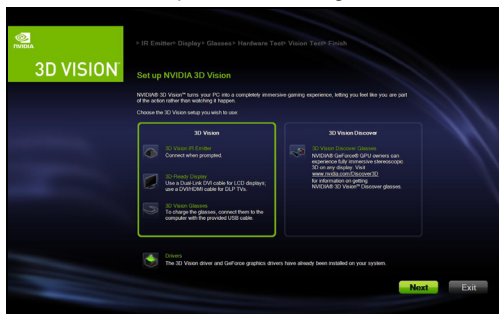 NVIDIA
3D VISION
IR Emitter Display Glasses Hardware Test Vision Test Finish
Set up NVIDIA 3D Vision
NVIDIA® 3D Vision™ turns your PC into a completely immersive gaming experience, letting you feel like you are part
of the action rather than watching it happen.
Choose the 3D Vision setup you wish to use:
3D Vision
3D Vision IR Emitter
Connect when prompted.
3D-Ready Display
Use a Dual-Link DVI cable for LCD displays;
use a DVI/HDMI cable for DLP TVs.
3D Vision Glasses
To charge the glasses, connect them to the
computer with the provided USB cable.
3D Vision Discover
3D Vision Discover Glasses
NVIDIA® GeForce® GPU owners can
experience fully immersive stereoscopic
3D on any display. Visit
www.nvidia.com/Discover3D
for information on getting
NVIDIA® 3D Vision™ Discover glasses.
Drivers
The 3D Vision driver and GeForce graphics drivers have already been installed on your system.
Next
Exit